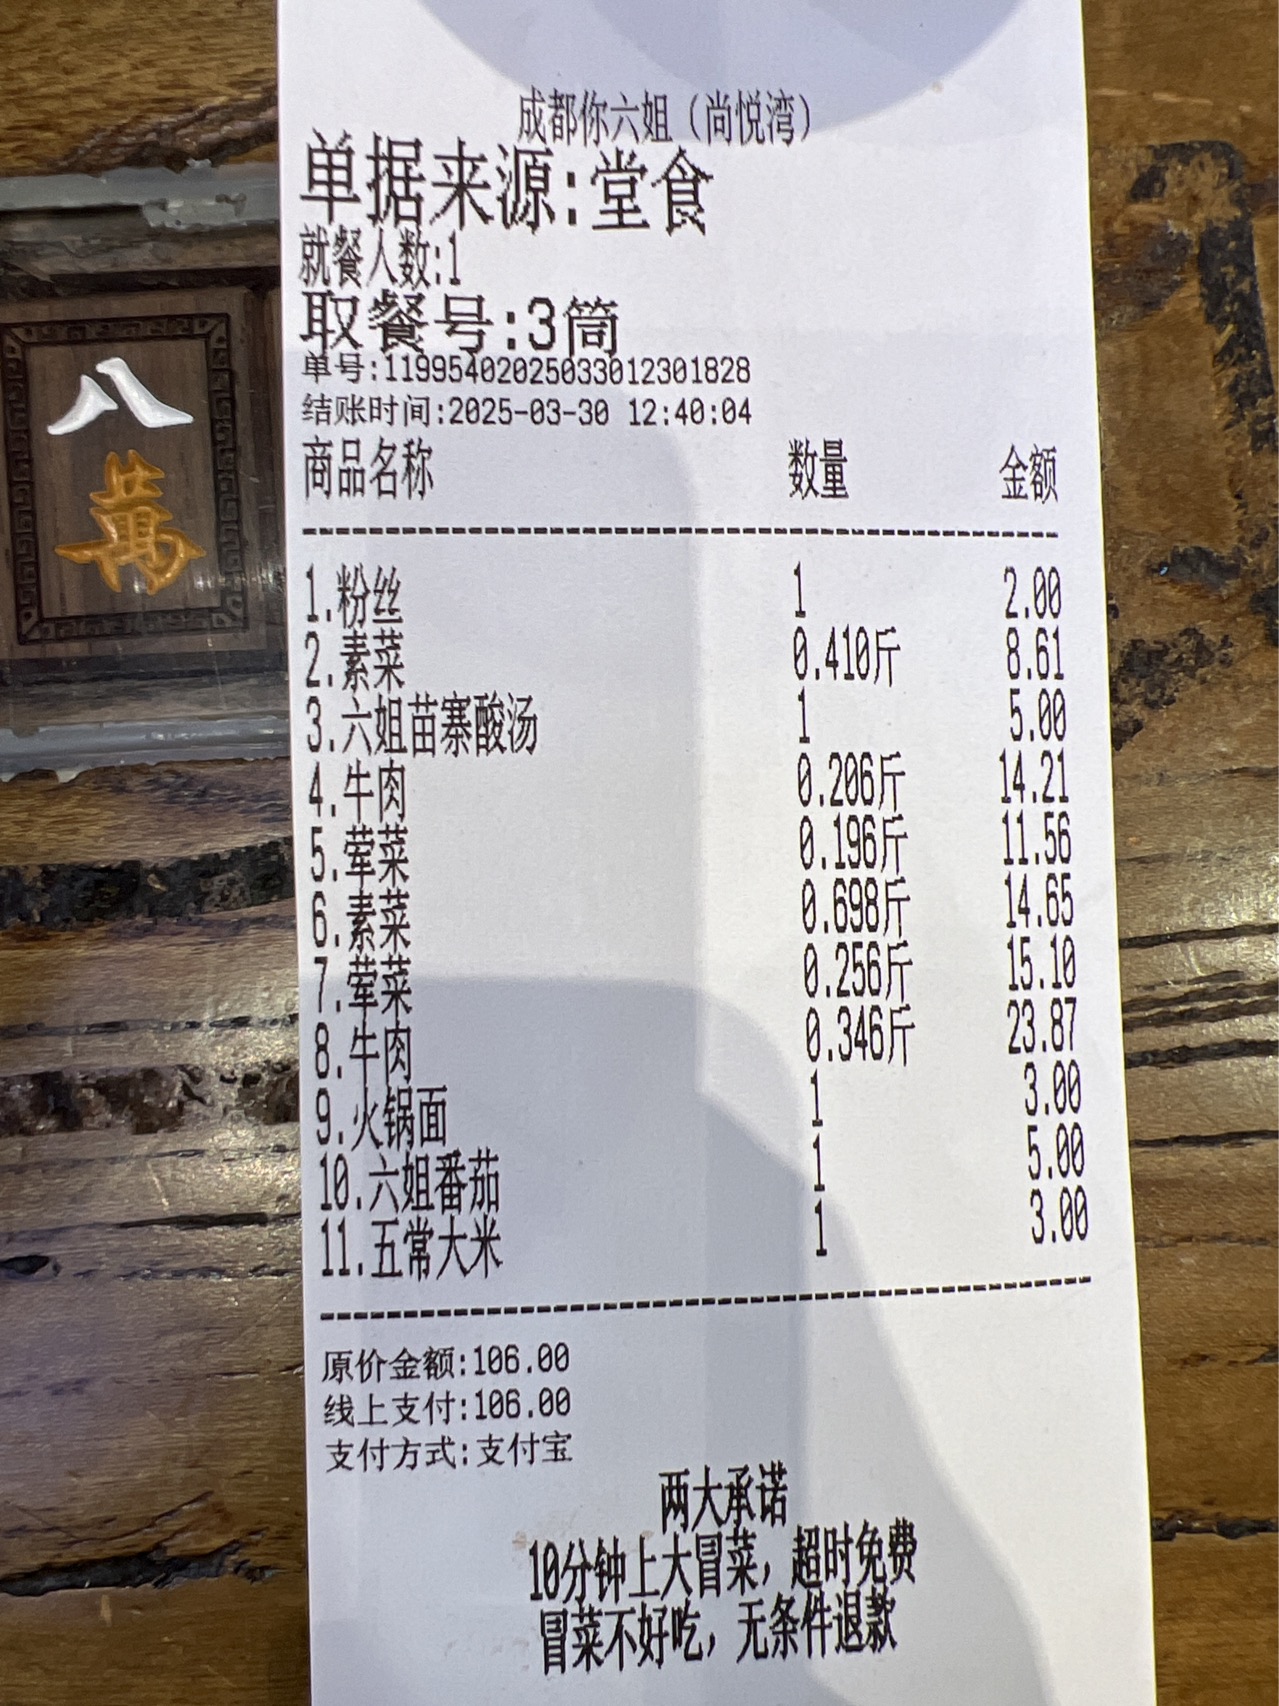 成都你六姐（尚悦湾）
单据来源:堂食
就餐人数:1
取餐号:3筒
单号:11995402025033012301828
结账时间:2025-03-30 12:40:04
商品名称 数量 金额
1.粉丝 1 2.00
2.素菜 0.410斤 8.61
3.六姐苗寨酸汤 1 5.00
4.牛肉 0.206斤 14.21
5.荤菜 0.196斤 11.56
6.素菜 0.698斤 14.65
7.荤菜 0.256斤 15.10
8.牛肉 0.346斤 23.87
9.火锅面 1 3.00
10.六姐番茄 1 5.00
11.五常大米 1 3.00
原价金额:106.00
线上支付:106.00
支付方式:支付宝
两大承诺
10分钟上大冒菜，超时免费
冒菜不好吃，无条件退款
八
萬